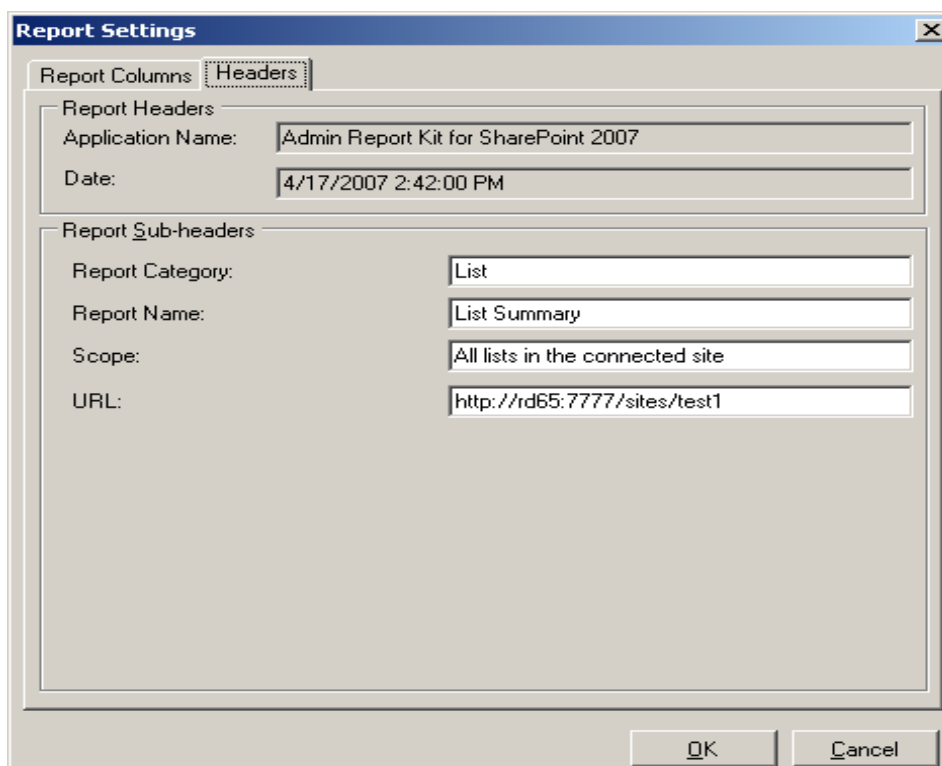 Report Settings
Report Columns Headers
Report Headers
Application Name: Admin Report Kit for SharePoint 2007
Date: 4/17/2007 2:42:00 PM
Report Sub-headers
Report Category: List
Report Name: List Summary
Scope: All lists in the connected site
URL: http://rd65:7777/sites/test1
OK Cancel